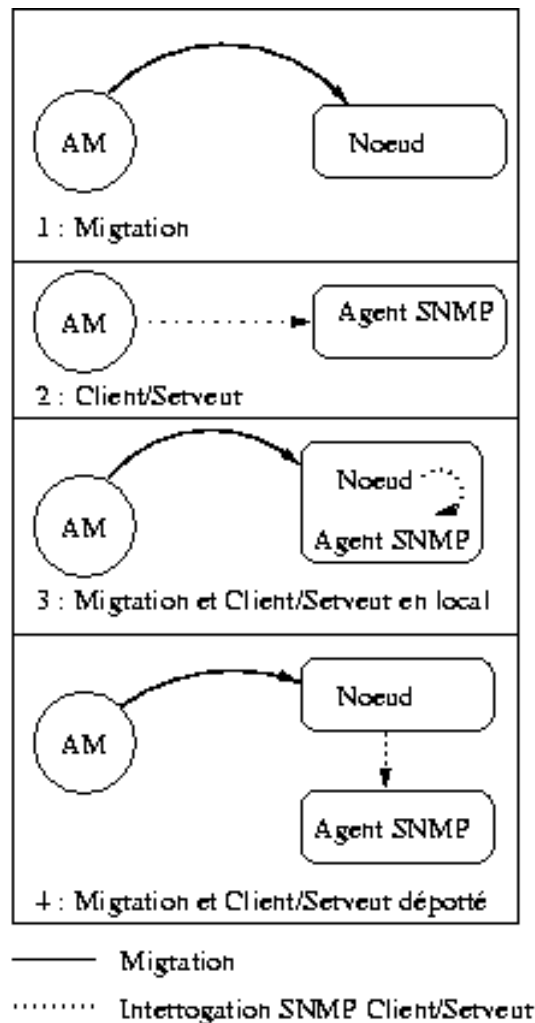 AM
Noeud
1 : Migration
AM
Agent SNMP
2 : Client/Serveur
Noeud
AM
Agent SNMP
3 : Migration et Client/Serveur en local
Noeud
AM
Agent SNMP
4 : Migration et Client/Serveur déporté
Migration
Interrogation SNMP Client/Serveur